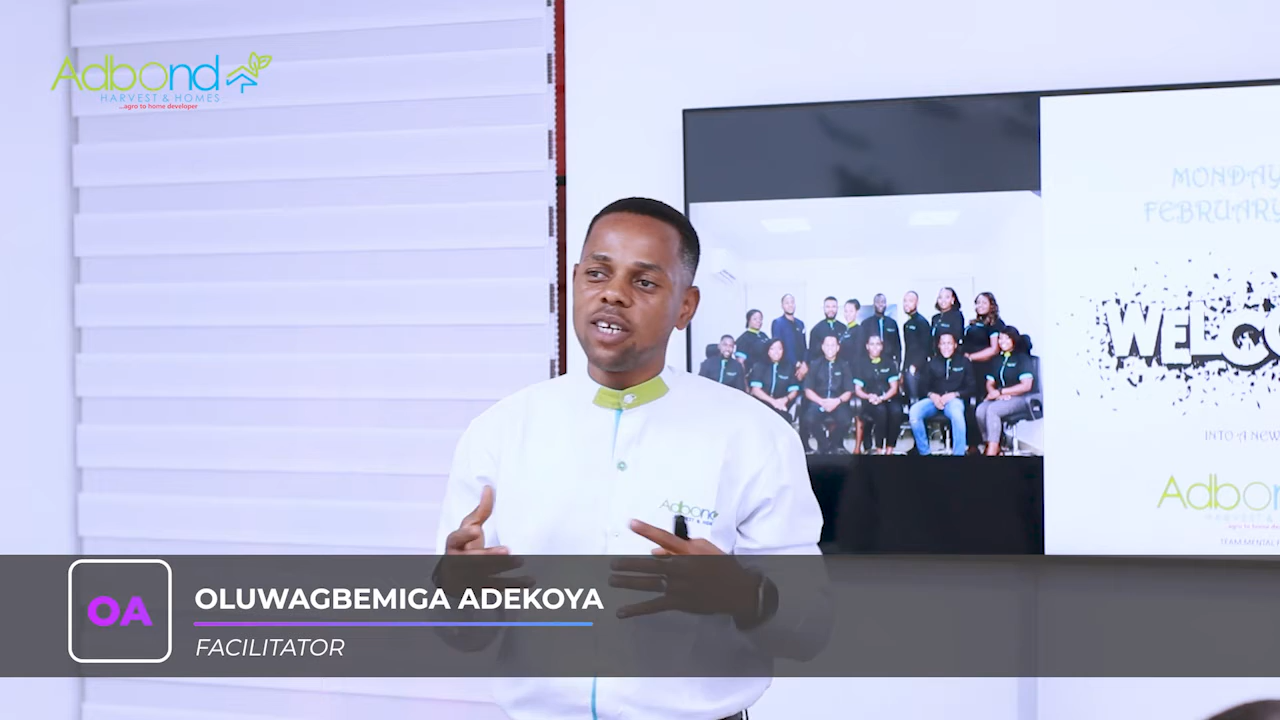 Adbond
HARVEST & HOMES
...agro to home developer
MONDAY
FEBRUARY
WELCO
INTO A NEW
Adbon
Adbond
OA
OLUWAGBEMIGA ADEKOYA
FACILITATOR